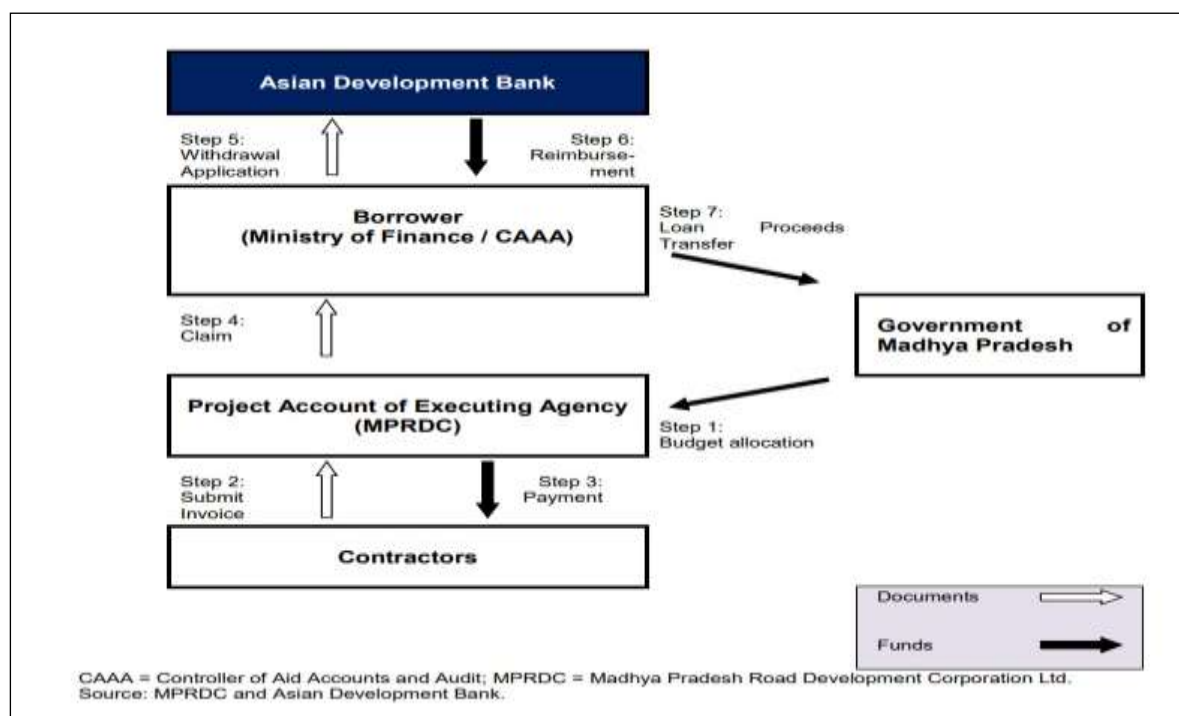 Asian Development Bank
Step 5:
Withdrawal
Application
Step 6:
Reimburse-
ment
Borrower
(Ministry of Finance / CAAA)
Step 7:
Loan Proceeds
Transfer
Step 4:
Claim
Government of
Madhya Pradesh
Project Account of Executing Agency
(MPRDC)
Step 1:
Budget allocation
Step 2:
Submit
Invoice
Step 3:
Payment
Contractors
Documents
Funds
CAAA = Controller of Aid Accounts and Audit; MPRDC = Madhya Pradesh Road Development Corporation Ltd.
Source: MPRDC and Asian Development Bank.